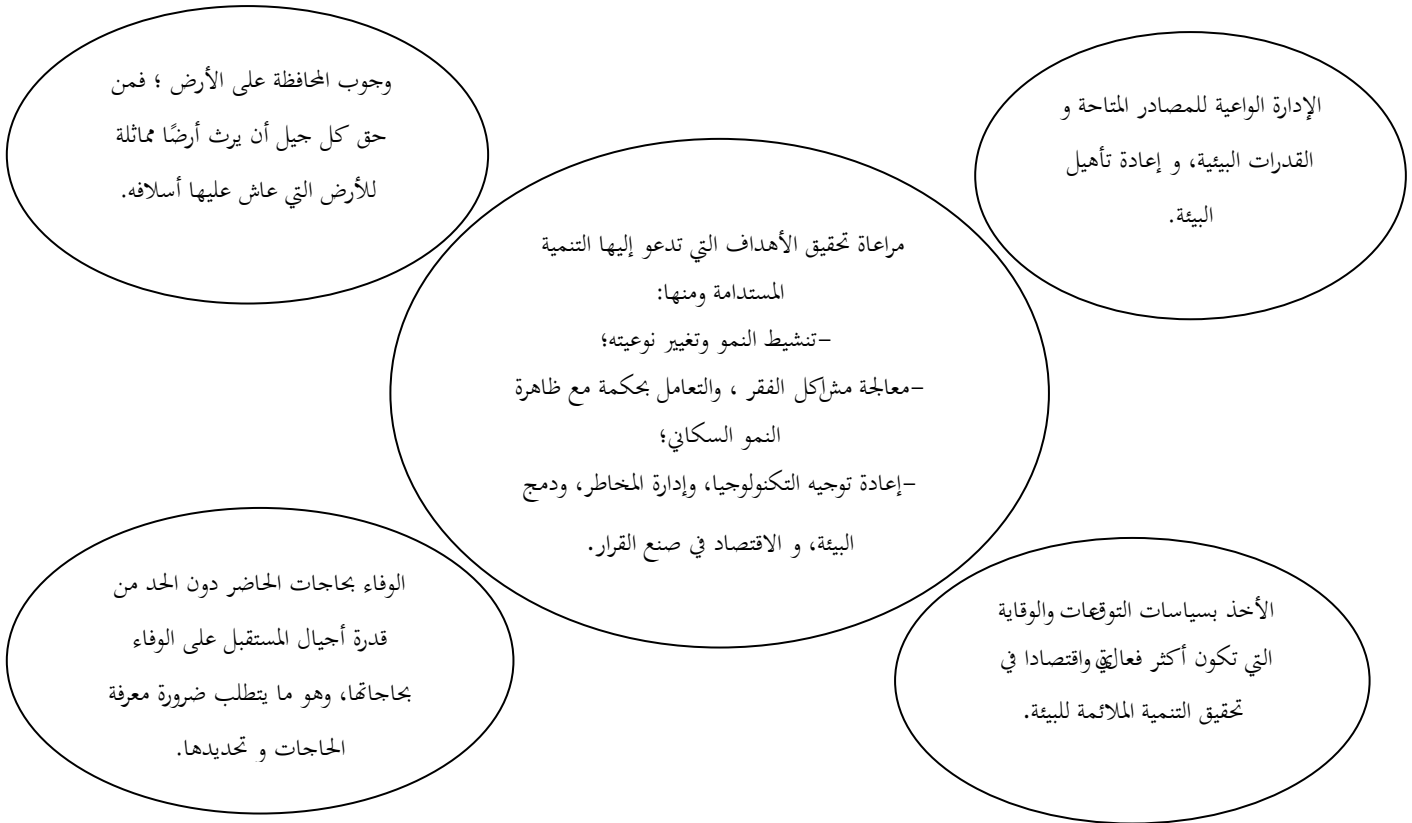 الإدارة الواعية للمصادر المتاحة و
القدرات البيئية، و إعادة تأهيل
البيئة.
وجوب المحافظة على الأرض ؛ فمن
حق كل جيل أن يرث أرضًا مماثلة
للأرض التي عاش عليها أسلافه.
مراعاة تحقيق الأهداف التي تدعو إليها التنمية
المستدامة ومنها:
-تنشيط النمو وتغيير نوعيته؛
-معالجة مشاكل الفقر ، والتعامل بحكمة مع ظاهرة
النمو السكاني؛
-إعادة توجيه التكنولوجيا، وإدارة المخاطر، ودمج
البيئة، و الاقتصاد في صنع القرار.
الأخذ بسياسات التوقعات والوقاية
التي تكون أكثر فعالية واقتصادا في
تحقيق التنمية الملائمة للبيئة.
الوفاء بحاجات الحاضر دون الحد من
قدرة أجيال المستقبل على الوفاء
بحاجاتها، وهو ما يتطلب ضرورة معرفة
الحاجات و تحديدها.